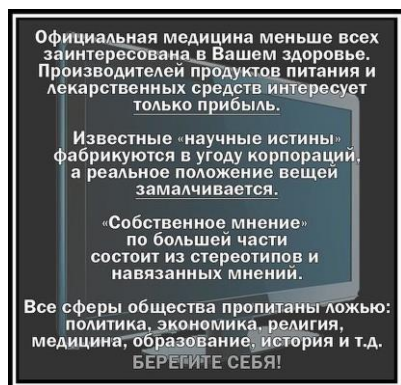 Официальная медицина меньше всех
заинтересована в Вашем здоровье.
Производителей продуктов питания и
лекарственных средств интересует
только прибыль.
Известные «научные истины»
фабрикуются в угоду корпораций,
а реальное положение вещей
замалчивается.
«Собственное мнение»
по большей части
состоит из стереотипов и
навязанных мнений.
Все сферы общества пропитаны ложью:
политика, экономика, религия,
медицина, образование, история и т.д.
БЕРЕГИТЕ СЕБЯ!